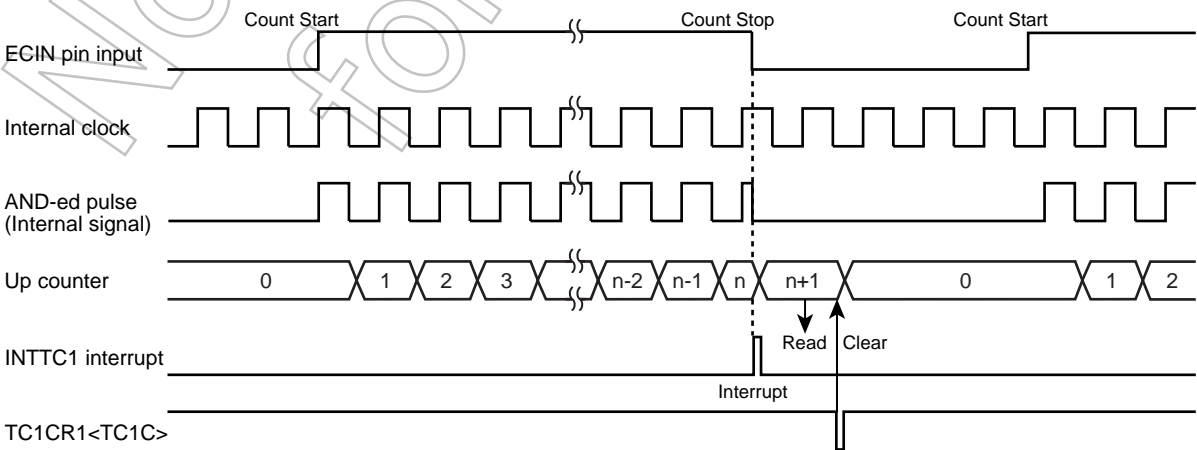 Count Start Count Stop Count Start
ECIN pin input
Internal clock
AND-ed pulse
(Internal signal)
Up counter 0 1 2 3 n-2 n-1 n n+1 0 1 2
Read Clear
INTTC1 interrupt
Interrupt
TC1CR1<TC1C>